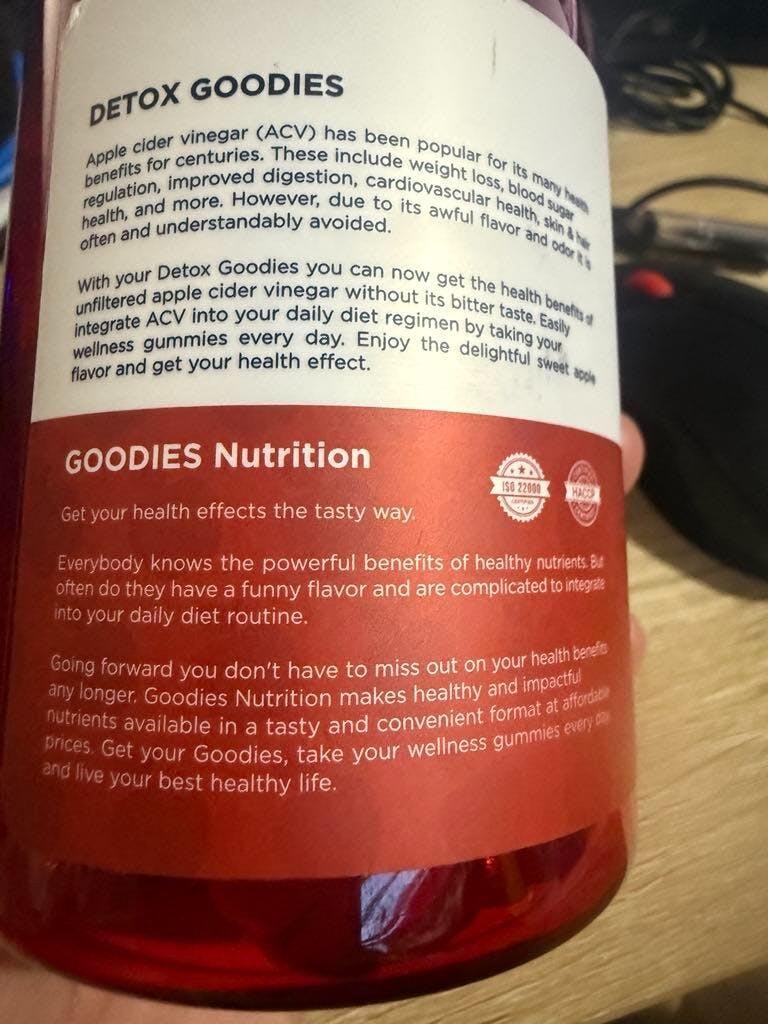 DETOX GOODIES
Apple cider vinegar (ACV) has been popular for its many health
benefits for centuries. These include weight loss, blood sugar
regulation, improved digestion, cardiovascular health, skin & hair
health, and more. However, due to its awful flavor and odor it is
often and understandably avoided.
With your Detox Goodies you can now get the health benefits of
unfiltered apple cider vinegar without its bitter taste. Easily
integrate ACV into your daily diet regimen by taking your
wellness gummies every day. Enjoy the delightful sweet apple
flavor and get your health effect.
GOODIES Nutrition
ISO 22000
CERTIFIED
HACCP
Get your health effects the tasty way.
Everybody knows the powerful benefits of healthy nutrients. But
often do they have a funny flavor and are complicated to integrate
into your daily diet routine.
Going forward you don't have to miss out on your health benefits
any longer. Goodies Nutrition makes healthy and impactful
nutrients available in a tasty and convenient format at affordable
prices. Get your Goodies, take your wellness gummies every day
and live your best healthy life.